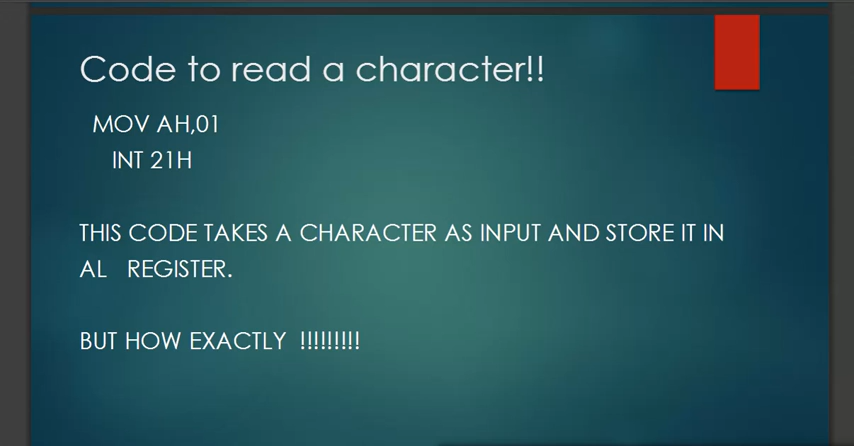 Code to read a character!!
MOV AH,01
INT 21H
THIS CODE TAKES A CHARACTER AS INPUT AND STORE IT IN
AL REGISTER.
BUT HOW EXACTLY !!!!!!!!!